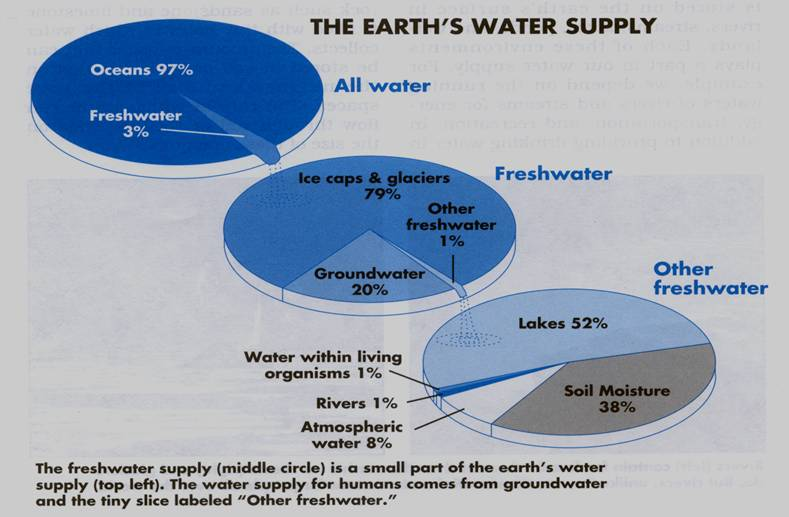 THE EARTH'S WATER SUPPLY
Oceans 97%
Freshwater
3%
All water
Ice caps & glaciers
79%
Other
freshwater
1%
Groundwater
20%
Freshwater
Other
freshwater
Lakes 52%
Water within living
organisms 1%
Rivers 1%
Atmospheric
water 8%
Soil Moisture
38%
The freshwater supply (middle circle) is a small part of the earth's water
supply (top left). The water supply for humans comes from groundwater
and the tiny slice labeled "Other freshwater."